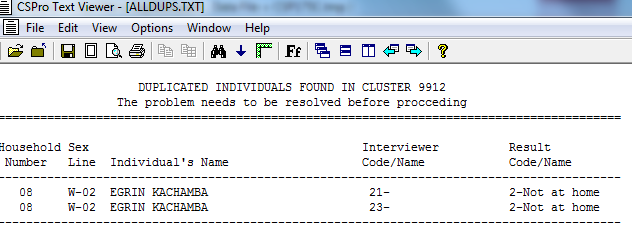 CSPro Text Viewer - [ALLDUPS.TXT]
File Edit View Options Window Help
DUPLICATED INDIVIDUALS FOUND IN CLUSTER 9912
The problem needs to be resolved before procceding
Household Sex Interviewer Result
Number Line Individual's Name Code/Name Code/Name
08 W-02 EGRIN KACHAMBA 21- 2-Not at home
08 W-02 EGRIN KACHAMBA 23- 2-Not at home